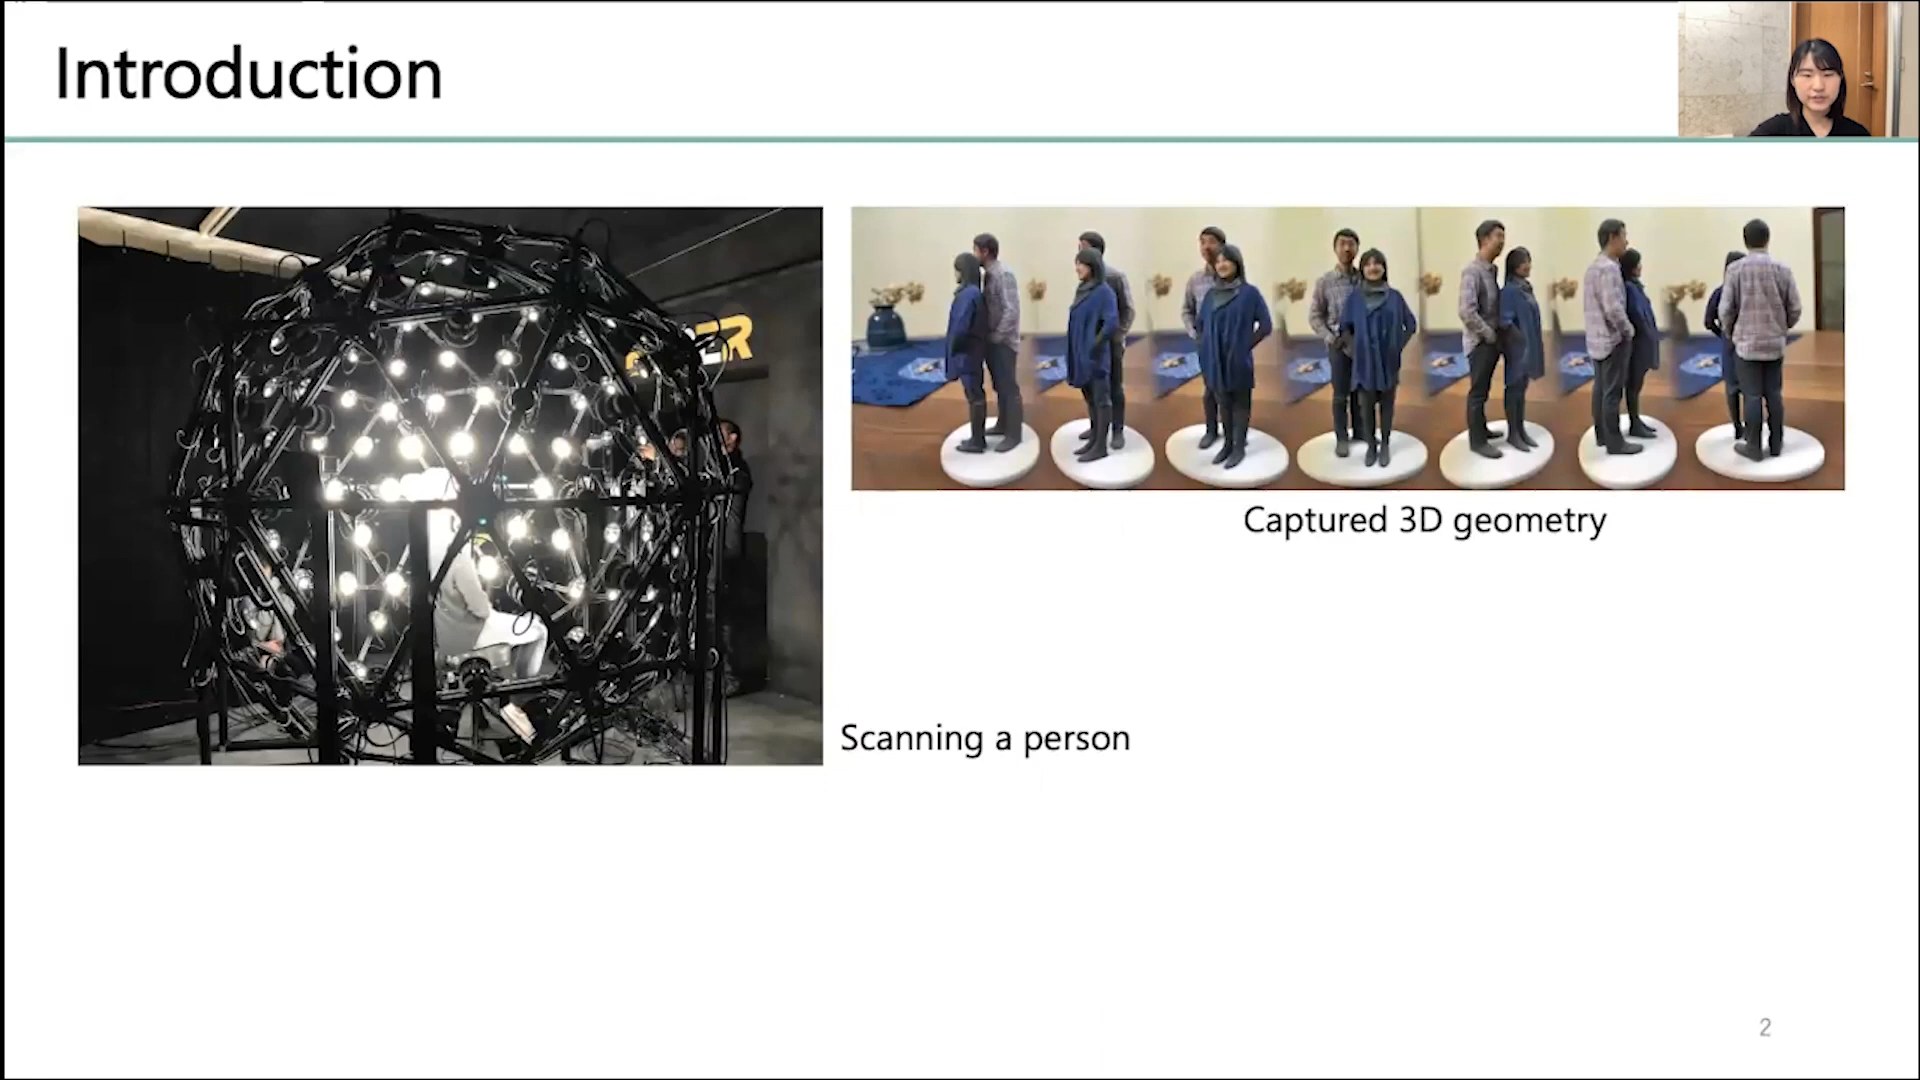 Introduction
Captured 3D geometry
Scanning a person
2